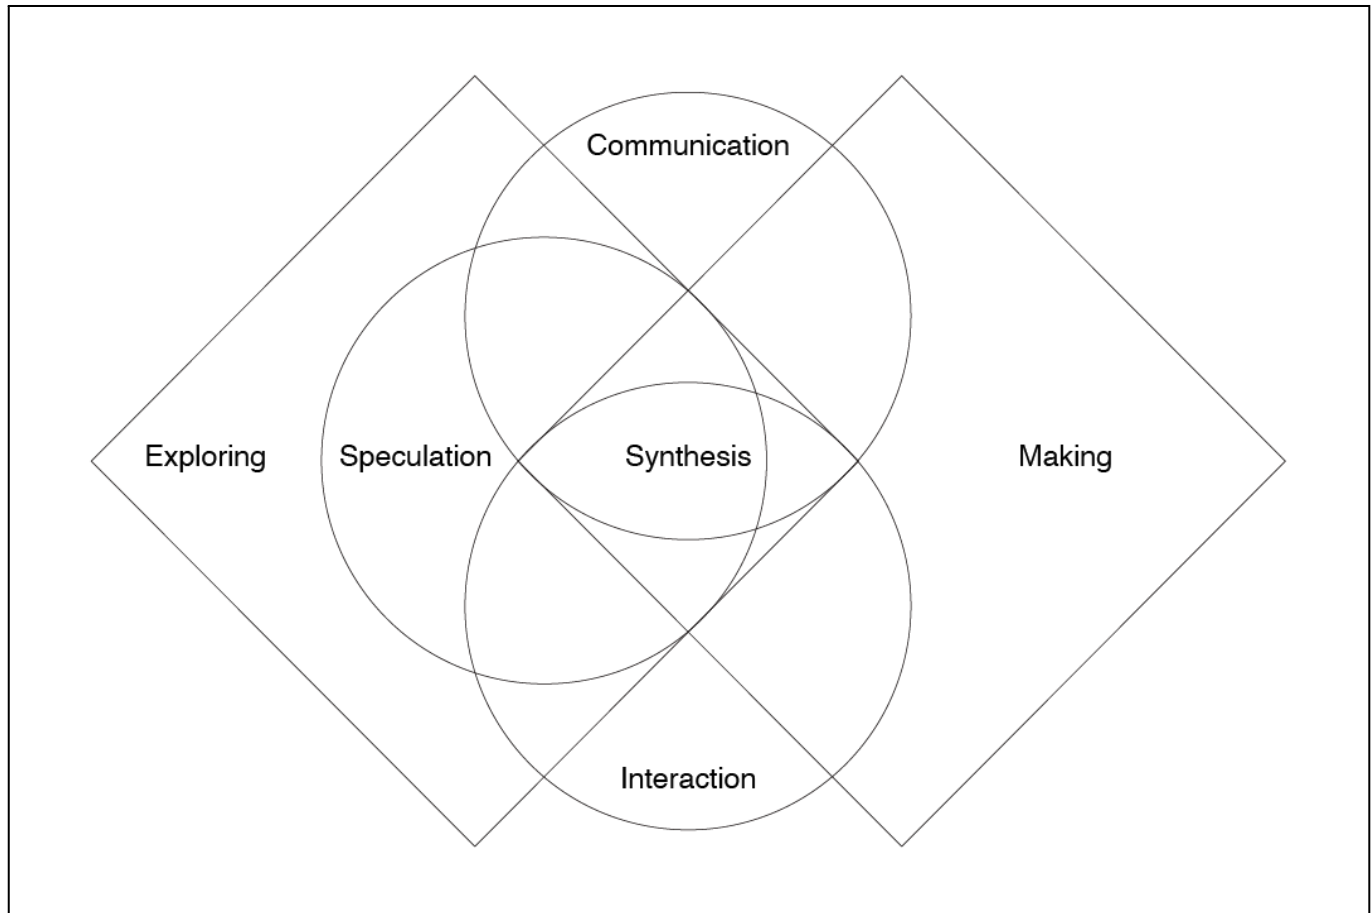 Communication
Exploring
Speculation
Synthesis
Making
Interaction